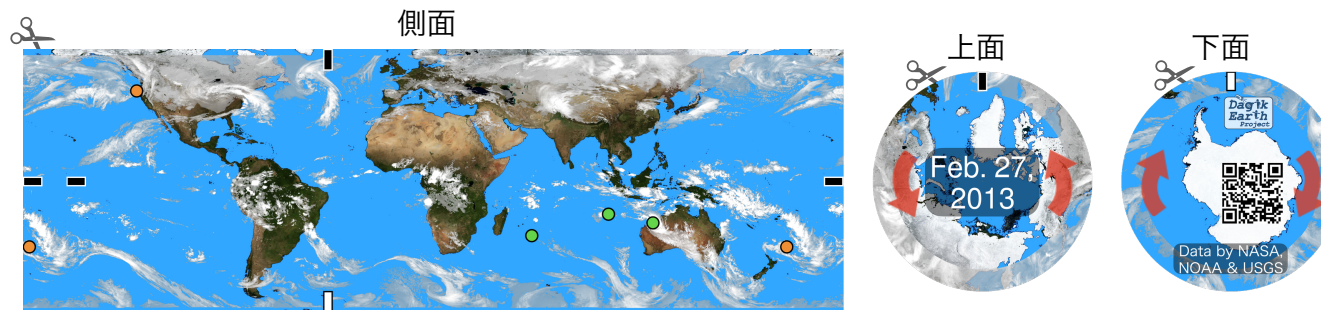 側面
上面
下面
Feb. 27,
2013
Dagik
Earth
Project
Data by NASA,
NOAA & USGS